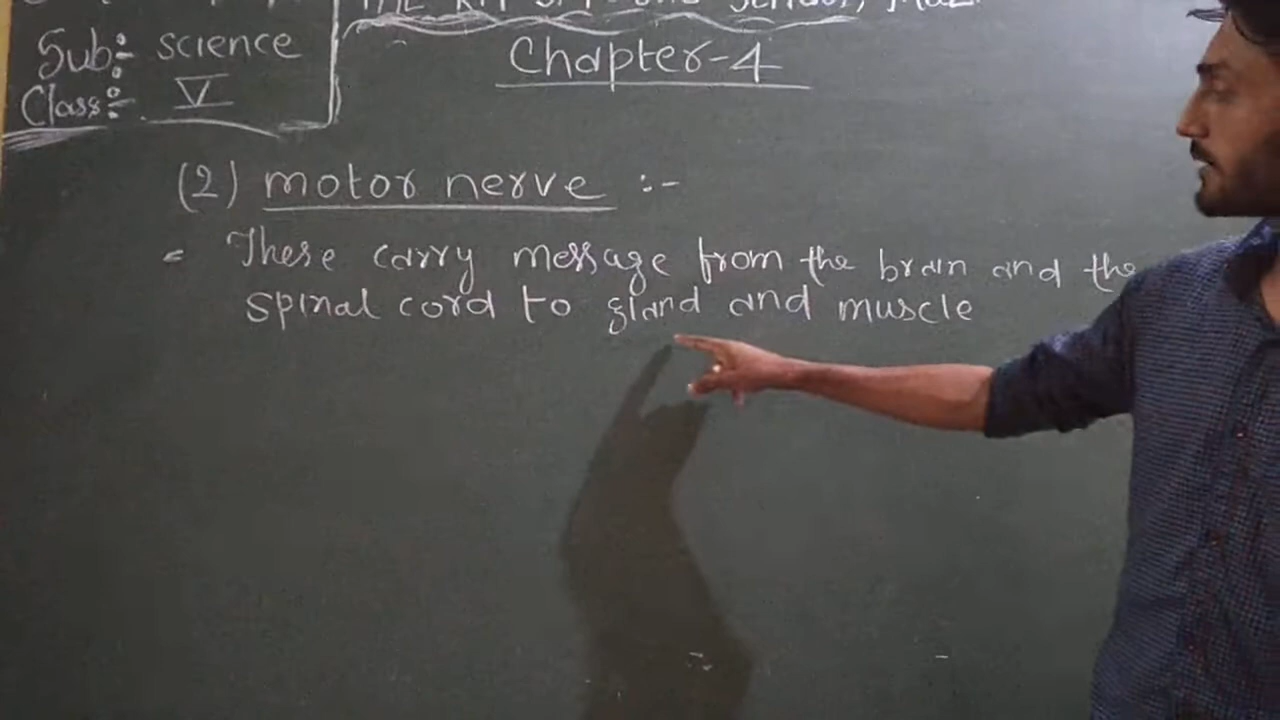 Sub:- science
Class:- V
Chapter-4
(2) motor nerve :-
= These carry message from the brain and the
spinal cord to gland and muscle